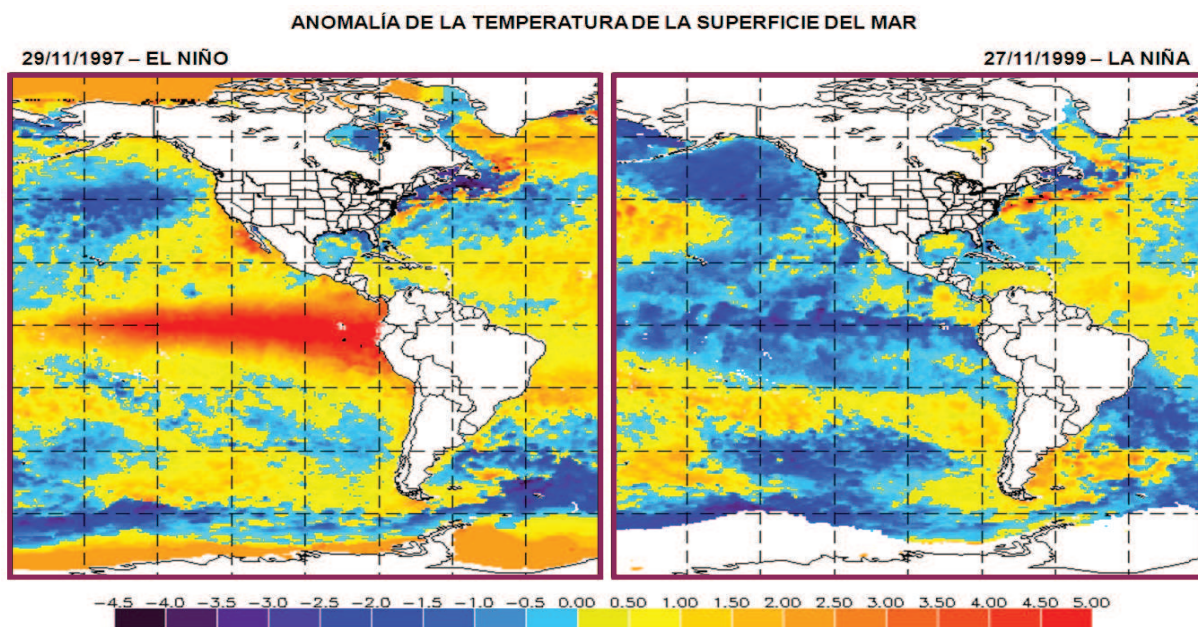 ANOMALÍA DE LA TEMPERATURA DE LA SUPERFICIE DEL MAR
29/11/1997 – EL NIÑO
27/11/1999 – LA NIÑA
-4.5 -4.0 -3.5 -3.0 -2.5 -2.0 -1.5 -1.0 -0.5 0.00 0.50 1.00 1.50 2.00 2.50 3.00 3.50 4.00 4.50 5.00